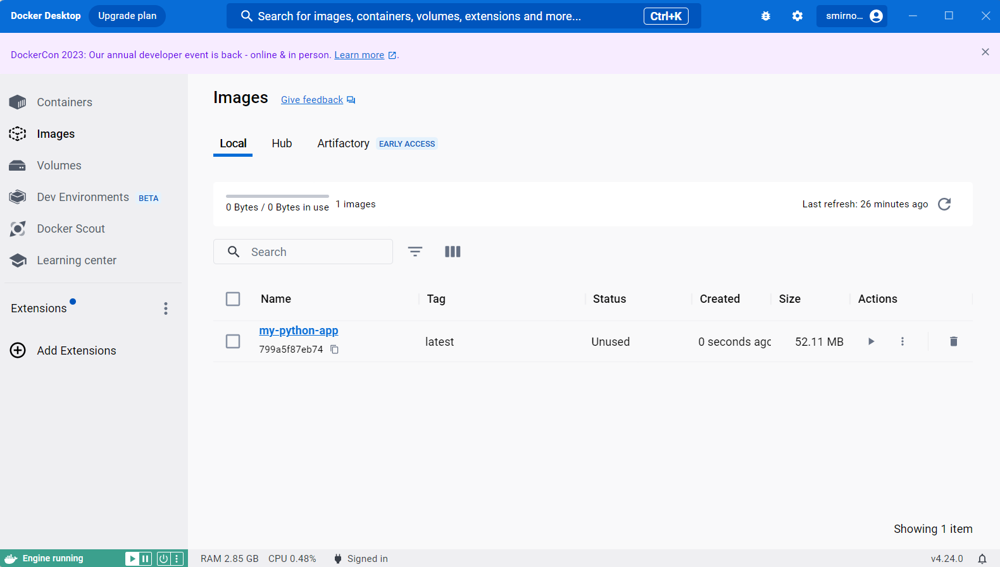 Docker Desktop Upgrade plan Search for images, containers, volumes, extensions and more... Ctrl+K smirno...
DockerCon 2023: Our annual developer event is back - online & in person. Learn more .
Containers
Images
Volumes
Dev Environments BETA
Docker Scout
Learning center
Extensions
Add Extensions
Images Give feedback
Local Hub Artifactory EARLY ACCESS
0 Bytes / 0 Bytes in use 1 images Last refresh: 26 minutes ago
Search
Name Tag Status Created Size Actions
my-python-app
799a5f87eb74 latest Unused 0 seconds ago 52.11 MB
Showing 1 item
Engine running RAM 2.85 GB CPU 0.48% Signed in v4.24.0